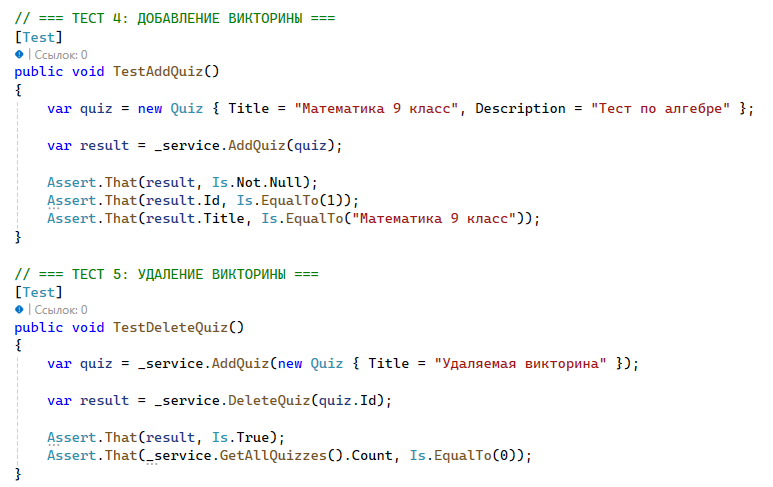 // === ТЕСТ 4: ДОБАВЛЕНИЕ ВИКТОРИНЫ ===
[Test]
| Ссылок: 0
public void TestAddQuiz()
{
    var quiz = new Quiz { Title = "Математика 9 класс", Description = "Тест по алгебре" };

    var result = _service.AddQuiz(quiz);

    Assert.That(result, Is.Not.Null);
    Assert.That(result.Id, Is.EqualTo(1));
    Assert.That(result.Title, Is.EqualTo("Математика 9 класс"));
}

// === ТЕСТ 5: УДАЛЕНИЕ ВИКТОРИНЫ ===
[Test]
| Ссылок: 0
public void TestDeleteQuiz()
{
    var quiz = _service.AddQuiz(new Quiz { Title = "Удаляемая викторина" });

    var result = _service.DeleteQuiz(quiz.Id);

    Assert.That(result, Is.True);
    Assert.That(_service.GetAllQuizzes().Count, Is.EqualTo(0));
}